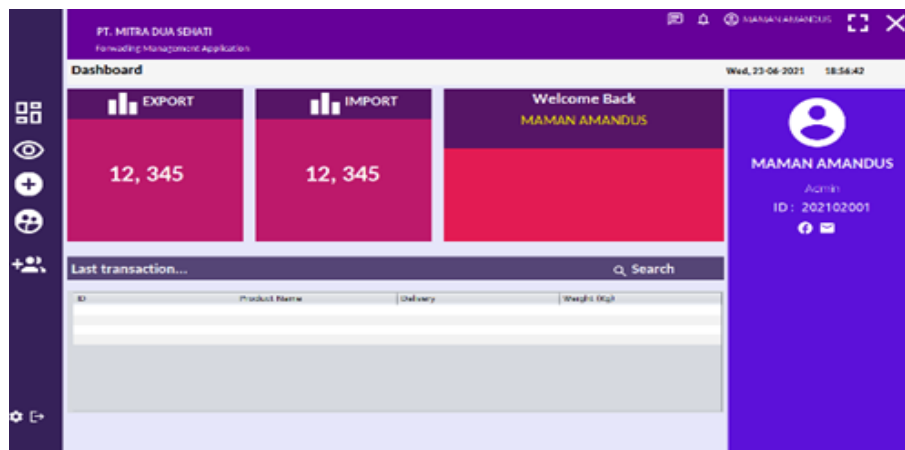 PT. MITRA DUA SEHATI
Forwading Management Application
MAMAN AMANDUS
Dashboard
Wed, 23-06-2021 18:56:42
EXPORT
IMPORT
Welcome Back
MAMAN AMANDUS
12, 345
12, 345
MAMAN AMANDUS
Admin
ID : 202102001
Last transaction...
Search
ID Product Name Delivery Weight (Kg)